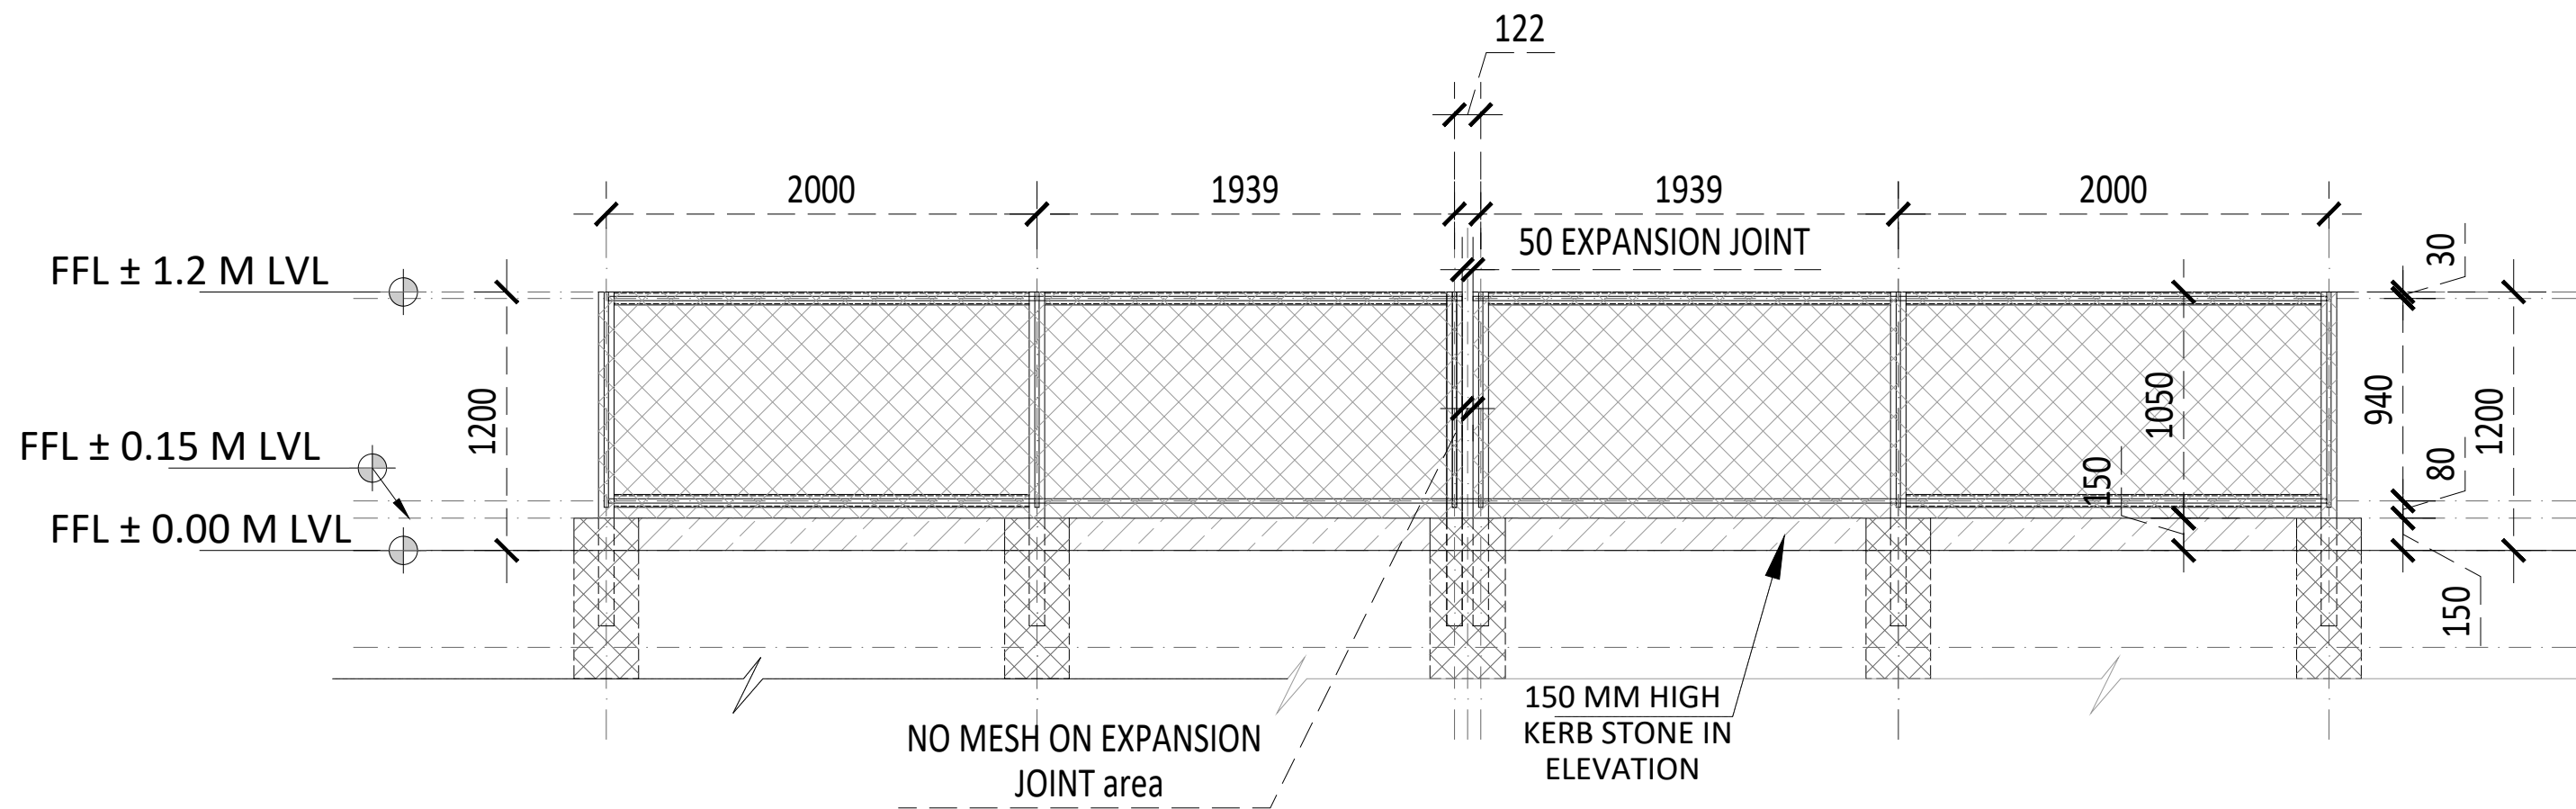 122
2000
1939
1939
2000
50 EXPANSION JOINT
30
FFL ± 1.2 M LVL
1200
1050
940
1200
FFL ± 0.15 M LVL
150
80
FFL ± 0.00 M LVL
150
150 MM HIGH
KERB STONE IN
ELEVATION
NO MESH ON EXPANSION
JOINT area